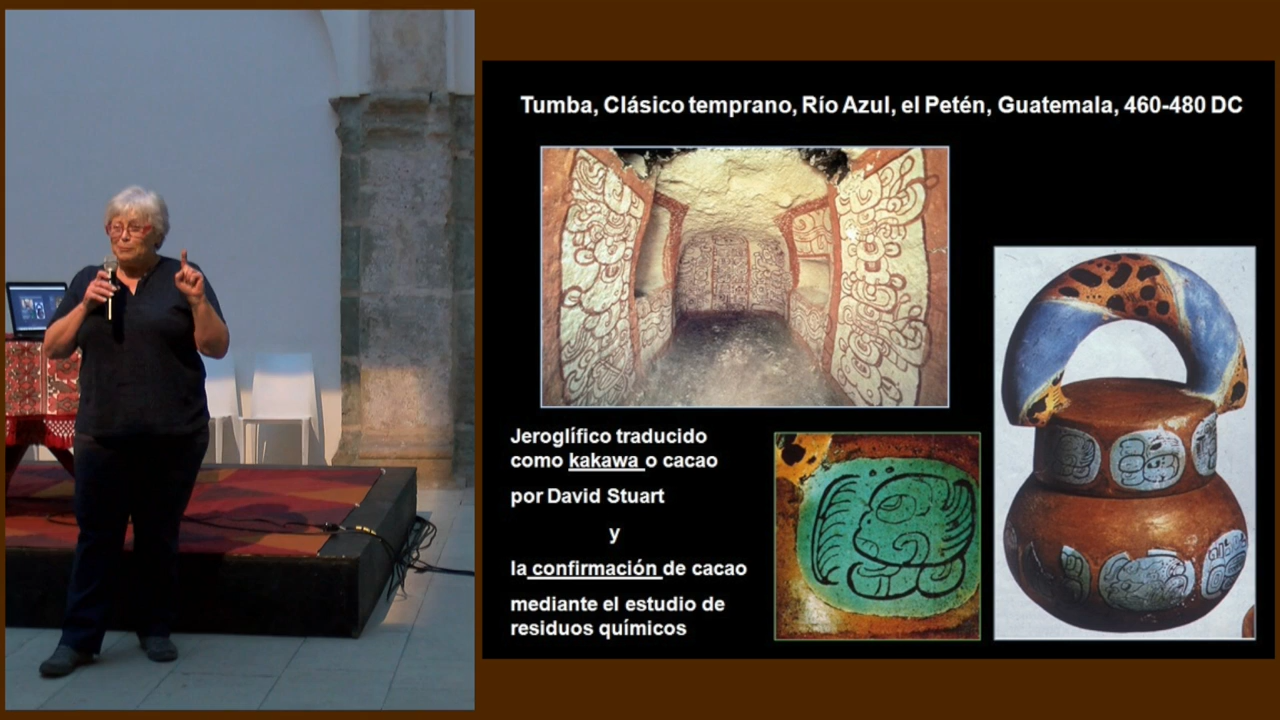 Tumba, Clásico temprano, Río Azul, el Petén, Guatemala, 460-480 DC
Jeroglífico traducido
como kakawa o cacao
por David Stuart
y
la confirmación de cacao
mediante el estudio de
residuos químicos